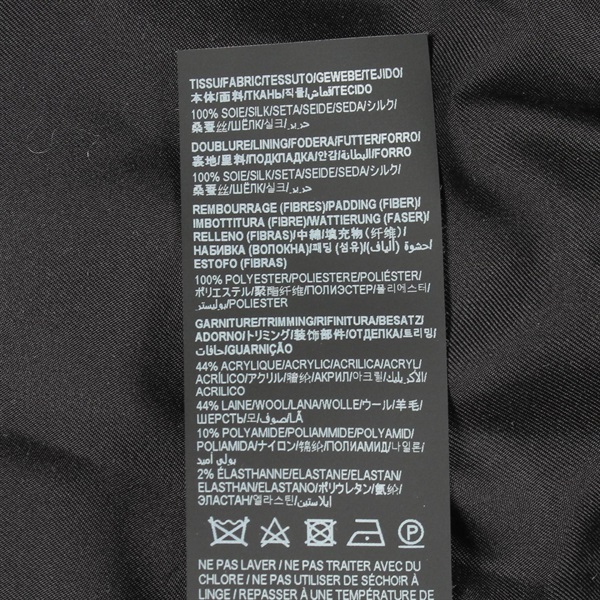 TISSU/FABRIC/TESSUTO/GEWEBE/TEJIDO/
本体/面料/ТКАНЬ/직물/قماش/TECIDO
100% SOIE/SILK/SETA/SEIDE/SEDA/シルク/
桑蚕丝/ШЁЛК/실크/حرير
DOUBLURE/LINING/FODERA/FUTTER/FORRO/
裏地/里料/ПОДКЛАДКА/안감/البطانة/FORRO
100% SOIE/SILK/SETA/SEIDE/SEDA/シルク/
桑蚕丝/ШЁЛК/실크/حرير
REMBOURRAGE (FIBRES)/PADDING (FIBER)/
IMBOTTITURA (FIBRE)/WATTIERUNG (FASER)/
RELLENO (FIBRAS)/中綿/填充物 (纤维)/
НАБИВКА (ВОЛОКНА)/패딩 (섬유)/حشوة (ألياف)/
ESTOFO (FIBRAS)
100% POLYESTER/POLIESTERE/POLIÉSTER/
ポリエステル/聚酯纤维/ПОЛИЭСТЕР/폴리에스터/
بوليستر/POLIESTER
GARNITURE/TRIMMING/RIFINITURA/BESATZ/
ADORNO/トリミング/装饰部件/ОТДЕЛКА/트리밍/
حافات/GUARNIÇÃO
44% ACRYLIQUE/ACRYLIC/ACRILICA/ACRYL/
ACRÍLICO/アクリル/腈纶/АКРИЛ/아크릴/الأكريليك/
ACRILICO
44% LAINE/WOOL/LANA/WOLLE/ウール/羊毛/
ШЕРСТЬ/모/صوف/LÃ
10% POLYAMIDE/POLIAMMIDE/POLYAMID/
POLIAMIDA/ナイロン/锦纶/ПОЛИАМИД/나일론/
بولي أميد
2% ÉLASTHANNE/ELASTANE/ELASTAN/
ELASTHAN/ELASTANO/ポリウレタン/氨纶/
ЭЛАСТАН/엘라스틴/إيلاستين
P
NE PAS LAVER / NE PAS TRAITER AVEC DU
CHLORE / NE PAS UTILISER DE SÉCHOIR À
LINGE / REPASSER À UNE TEMPÉRATURE D'UNE